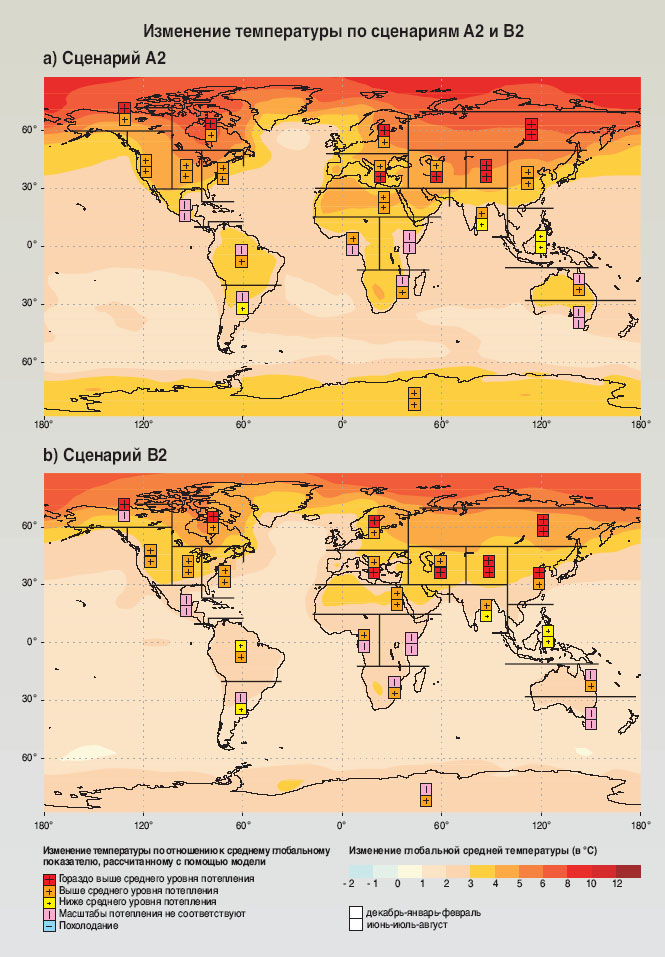 Изменение температуры по сценариям А2 и В2
a) Сценарий А2
60°
30°
0°
30°
60°
180° 120° 60° 0° 60° 120° 180°
b) Сценарий В2
60°
30°
0°
30°
60°
180° 120° 60° 0° 60° 120° 180°
Изменение температуры по отношению к среднему глобальному
показателю, рассчитанному с помощью модели
Гораздо выше среднего уровня потепления
Выше среднего уровня потепления
Ниже среднего уровня потепления
Масштабы потепления не соответствуют
Похолодание
Изменение глобальной средней температуры (в °C)
-2 -1 0 1 2 3 4 5 6 8 10 12
декабрь-январь-февраль
июнь-июль-август